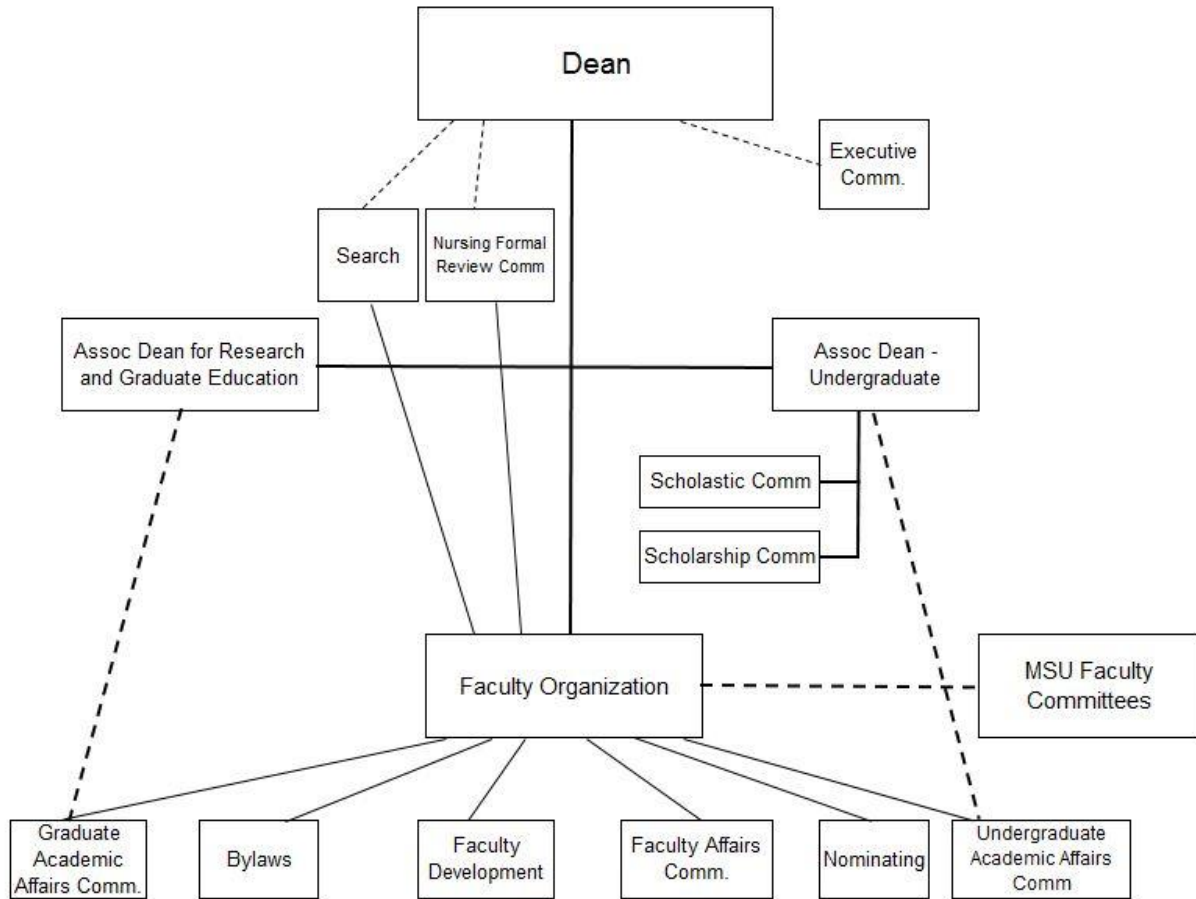 Dean
Executive
Comm.
Search
Nursing Formal
Review Comm
Assoc Dean for Research
and Graduate Education
Assoc Dean -
Undergraduate
Scholastic Comm
Scholarship Comm
Faculty Organization
MSU Faculty
Committees
Graduate
Academic
Affairs Comm.
Bylaws
Faculty
Development
Faculty Affairs
Comm.
Nominating
Undergraduate
Academic Affairs
Comm